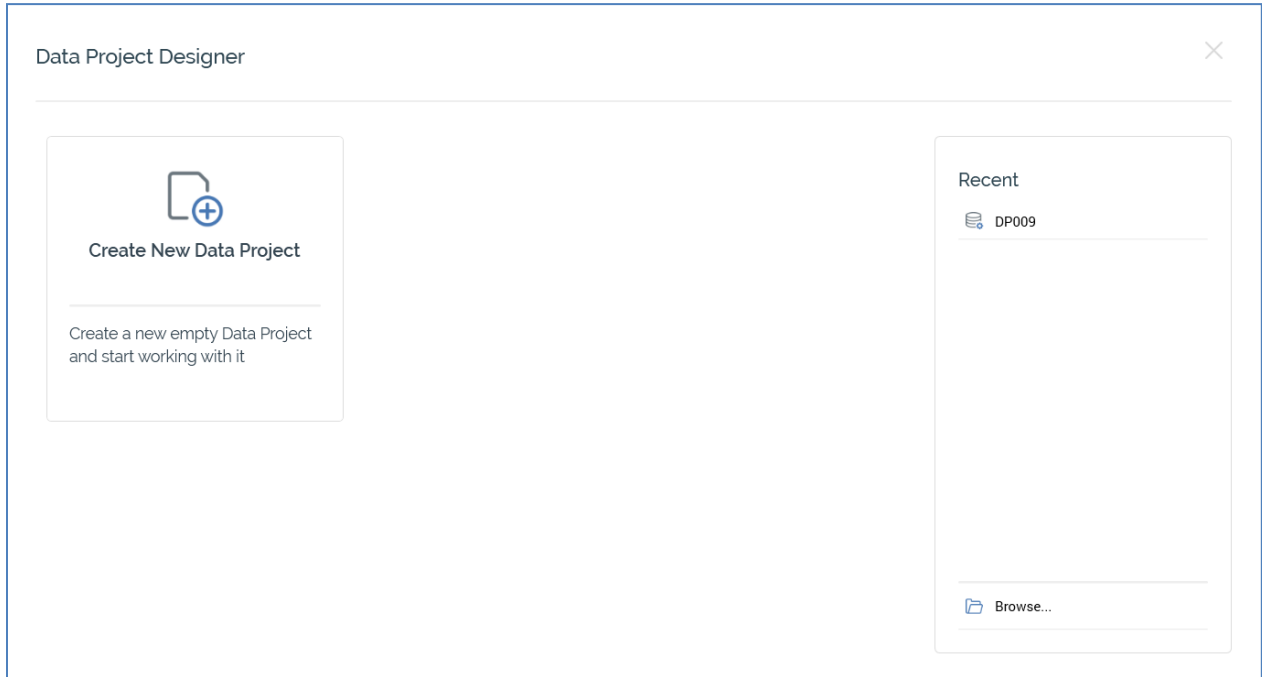 Data Project Designer
Create New Data Project
Create a new empty Data Project
and start working with it
Recent
DP009
Browse...